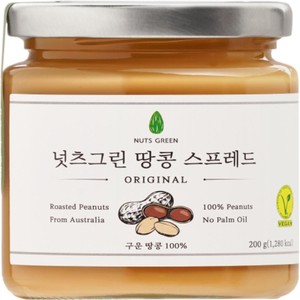 NUTS GREEN
넛츠그린 땅콩 스프레드
ORIGINAL
Roasted Peanuts 100% Peanuts
From Australia No Palm Oil
구운 땅콩 100%
200 g(1,280 kcal)
VEGAN